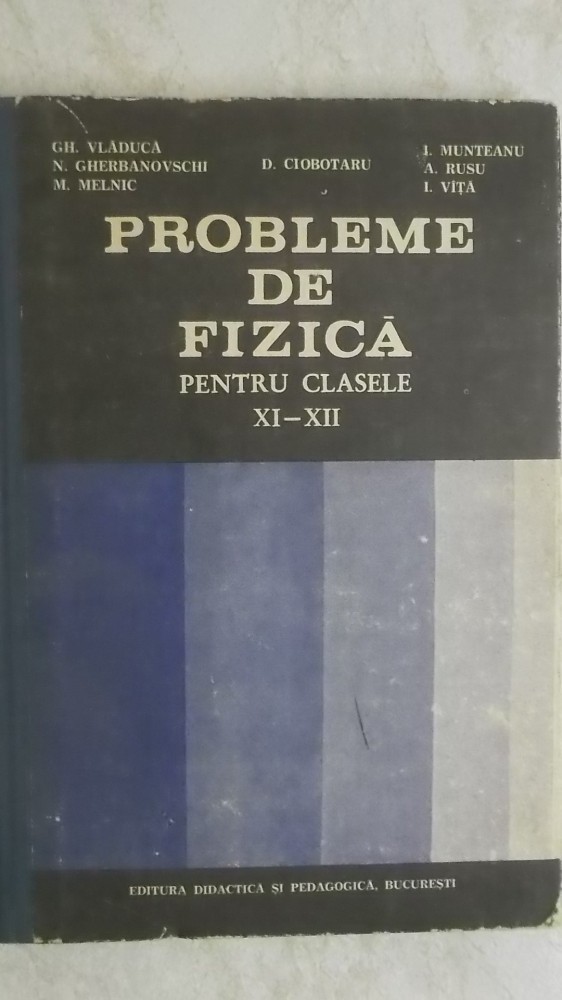 GH. VLĂDUCĂ
N. GHERBANOVSCHI
M. MELNIC
D. CIOBOTARU
I. MUNTEANU
A. RUSU
I. VÎȚĂ
PROBLEME
DE
FIZICĂ
PENTRU CLASELE
XI–XII
EDITURA DIDACTICĂ ȘI PEDAGOGICĂ, BUCUREȘTI